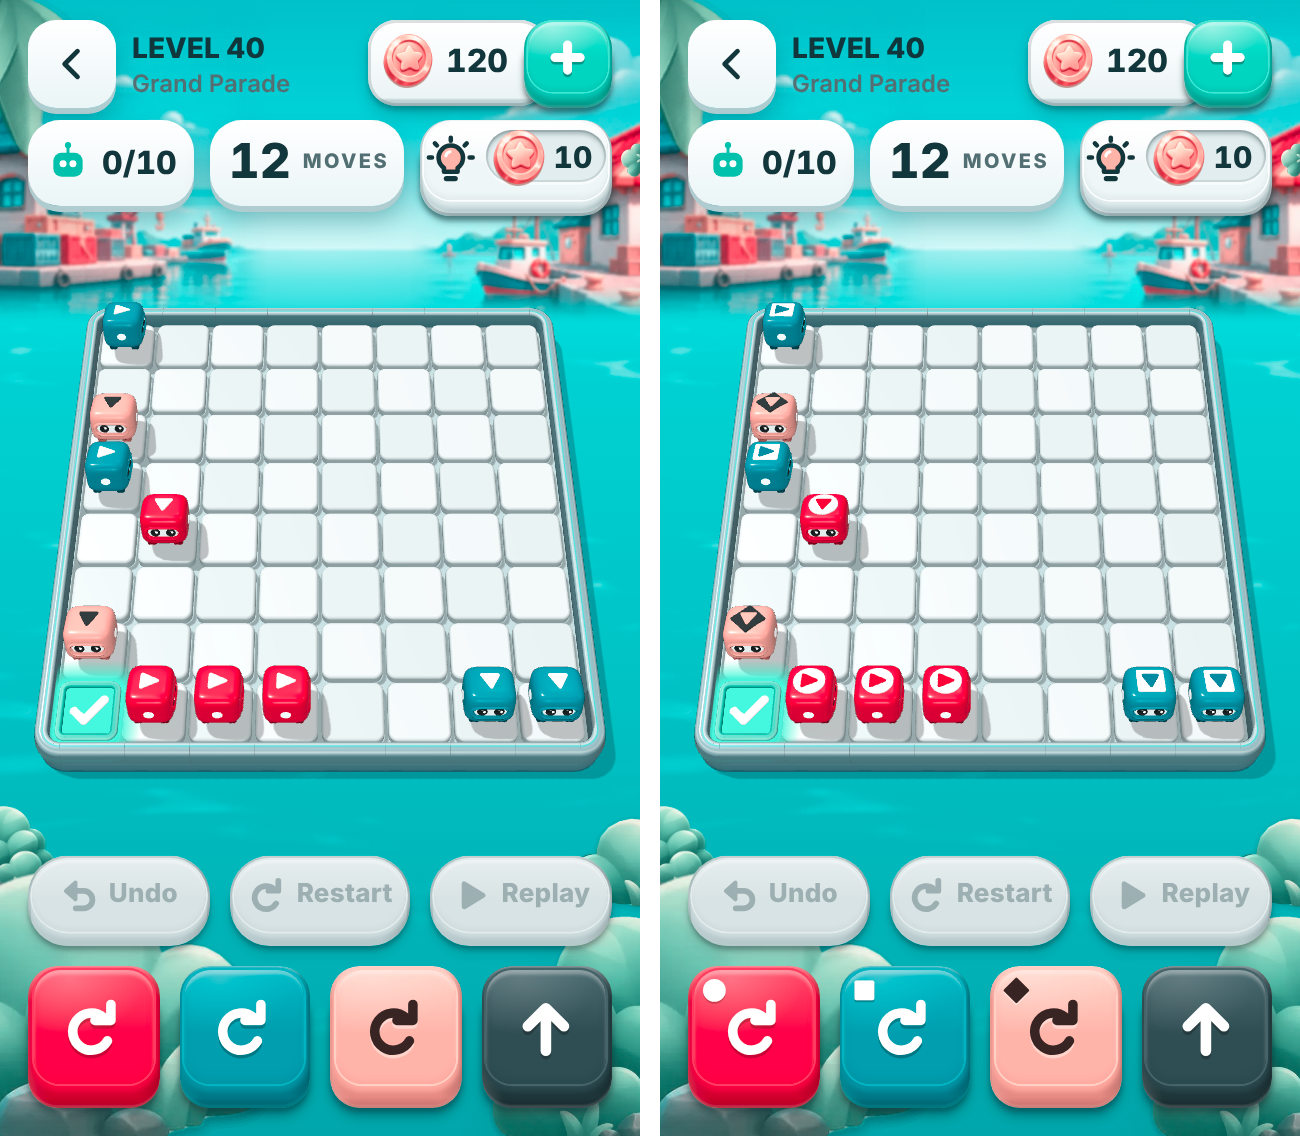 LEVEL 40
Grand Parade
120
0/10
12 MOVES
10
Undo
Restart
Replay
LEVEL 40
Grand Parade
120
0/10
12 MOVES
10
Undo
Restart
Replay